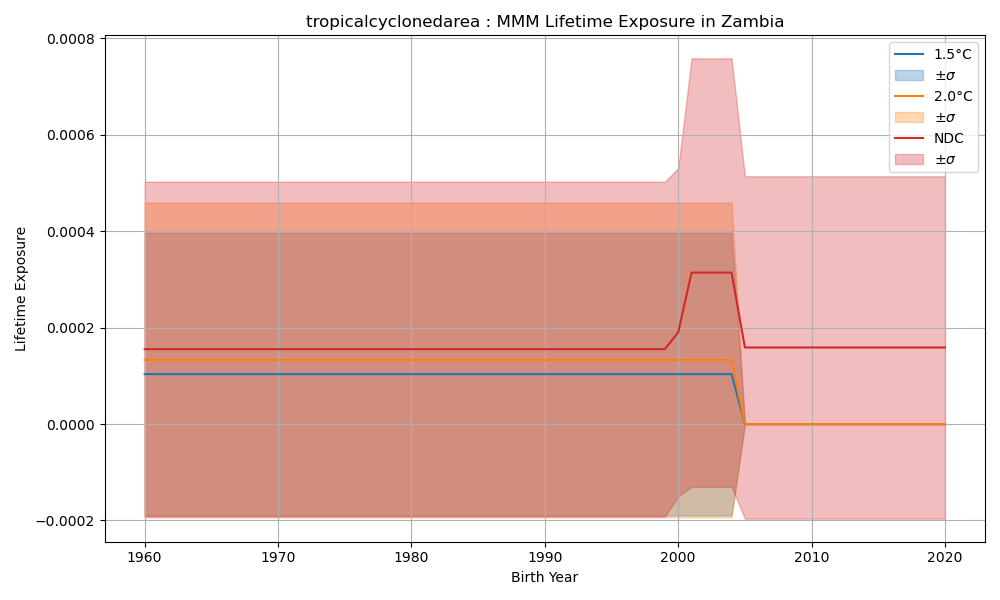 tropicalcyclonedarea : MMM Lifetime Exposure in Zambia
0.0008
0.0006
0.0004
0.0002
0.0000
−0.0002
Lifetime Exposure
1.5°C
±σ
2.0°C
±σ
NDC
±σ
1960
1970
1980
1990
2000
2010
2020
Birth Year